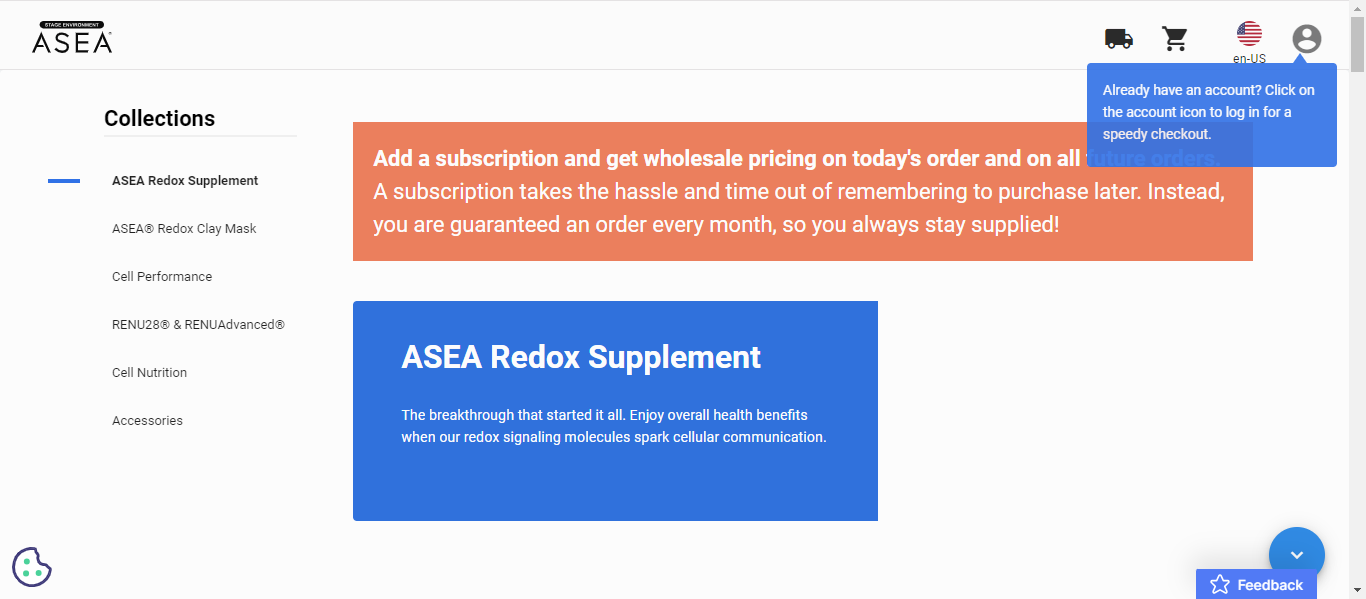 STAGE ENVIRONMENT
ASEA
en-US
Already have an account? Click on
the account icon to log in for a
speedy checkout.
Collections
ASEA Redox Supplement
ASEA® Redox Clay Mask
Cell Performance
RENU28® & RENUAdvanced®
Cell Nutrition
Accessories
Add a subscription and get wholesale pricing on today's order and on all future orders.
A subscription takes the hassle and time out of remembering to purchase later. Instead,
you are guaranteed an order every month, so you always stay supplied!
ASEA Redox Supplement
The breakthrough that started it all. Enjoy overall health benefits
when our redox signaling molecules spark cellular communication.
Feedback